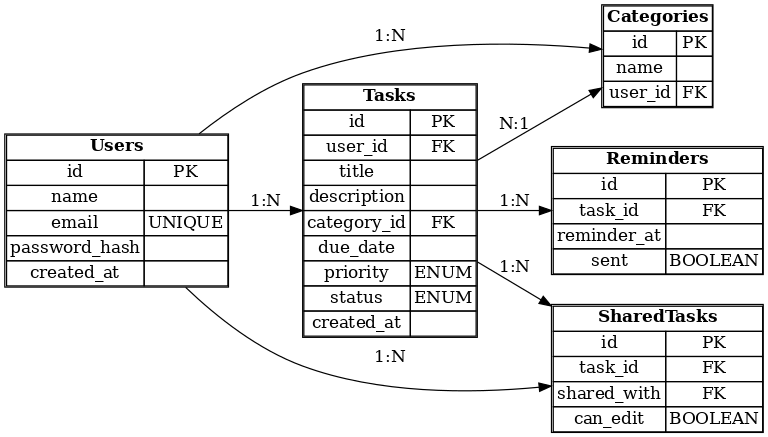 Users
id PK
name
email UNIQUE
password_hash
created_at
1:N
1:N
1:N
Tasks
id PK
user_id FK
title
description
category_id FK
due_date
priority ENUM
status ENUM
created_at
N:1
1:N
1:N
Categories
id PK
name
user_id FK
Reminders
id PK
task_id FK
reminder_at
sent BOOLEAN
SharedTasks
id PK
task_id FK
shared_with FK
can_edit BOOLEAN